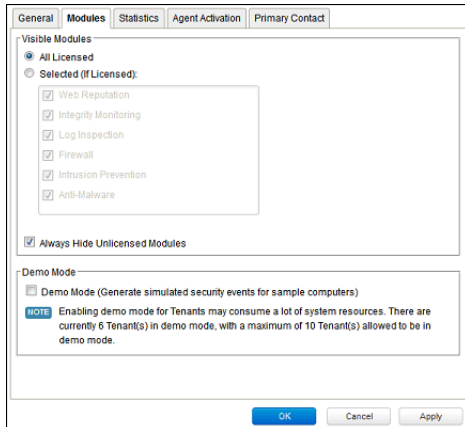 General Modules Statistics Agent Activation Primary Contact
Visible Modules
All Licensed
Selected (If Licensed):
Web Reputation
Integrity Monitoring
Log Inspection
Firewall
Intrusion Prevention
Anti-Malware
Always Hide Unlicensed Modules
Demo Mode
Demo Mode (Generate simulated security events for sample computers)
NOTE Enabling demo mode for Tenants may consume a lot of system resources. There are
currently 6 Tenant(s) in demo mode, with a maximum of 10 Tenant(s) allowed to be in
demo mode.
OK Cancel Apply